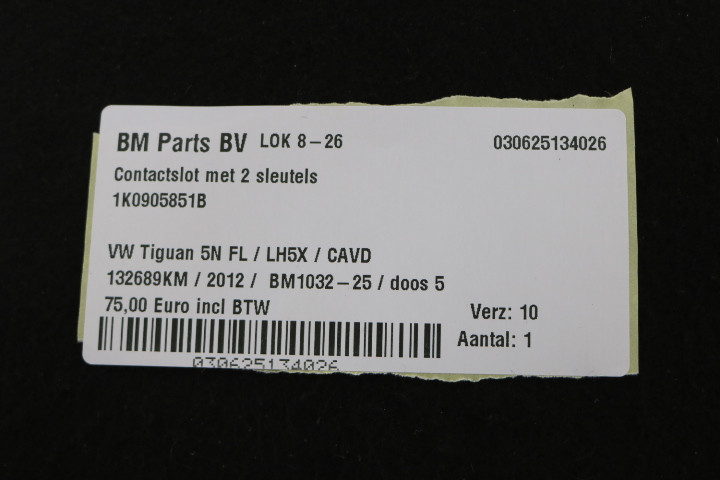 BM Parts BV LOK 8-26 030625134026
Contactslot met 2 sleutels
1K0905851B
VW Tiguan 5N FL / LH5X / CAVD
132689KM / 2012 / BM1032-25 / doos 5
75,00 Euro incl BTW
Verz: 10
Aantal: 1
030625134026